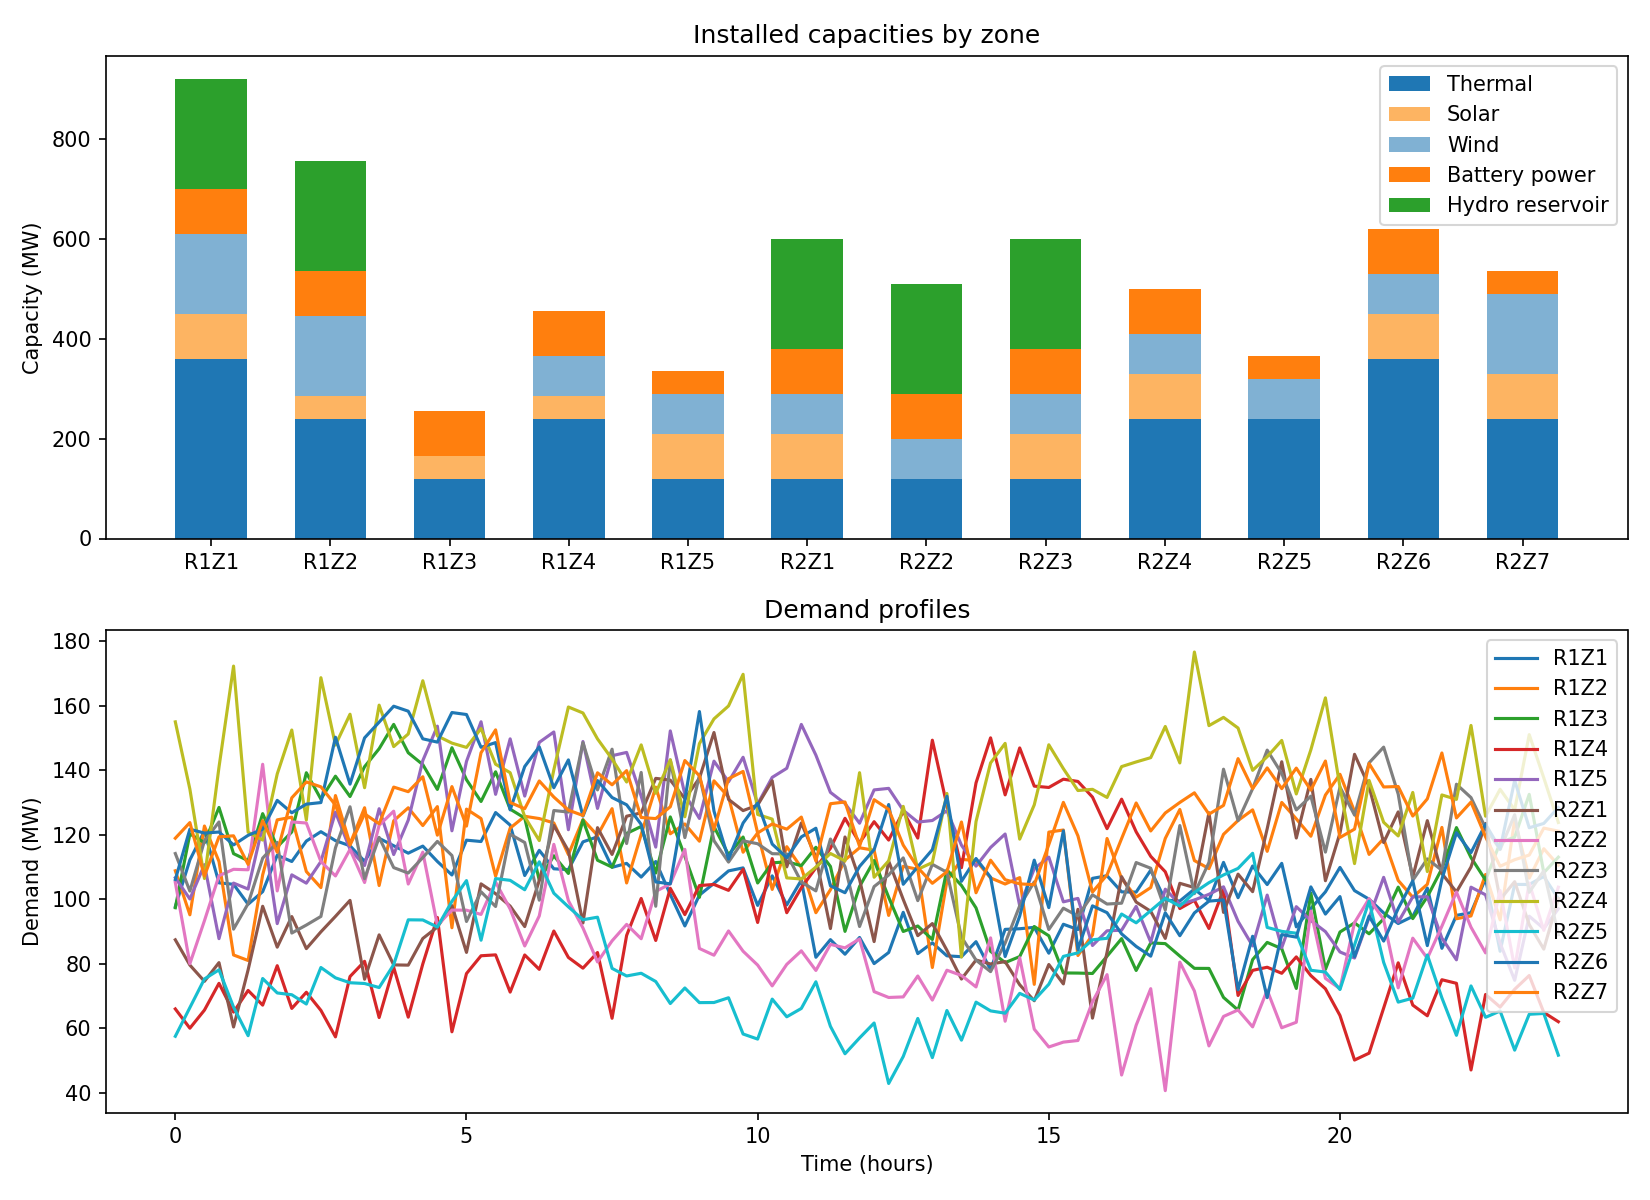 Installed capacities by zone
Capacity (MW)
800
600
400
200
0
Thermal
Solar
Wind
Battery power
Hydro reservoir
R1Z1 R1Z2 R1Z3 R1Z4 R1Z5 R2Z1 R2Z2 R2Z3 R2Z4 R2Z5 R2Z6 R2Z7
Demand profiles
Demand (MW)
180
160
140
120
100
80
60
40
R1Z1
R1Z2
R1Z3
R1Z4
R1Z5
R2Z1
R2Z2
R2Z3
R2Z4
R2Z5
R2Z6
R2Z7
0 5 10 15 20
Time (hours)